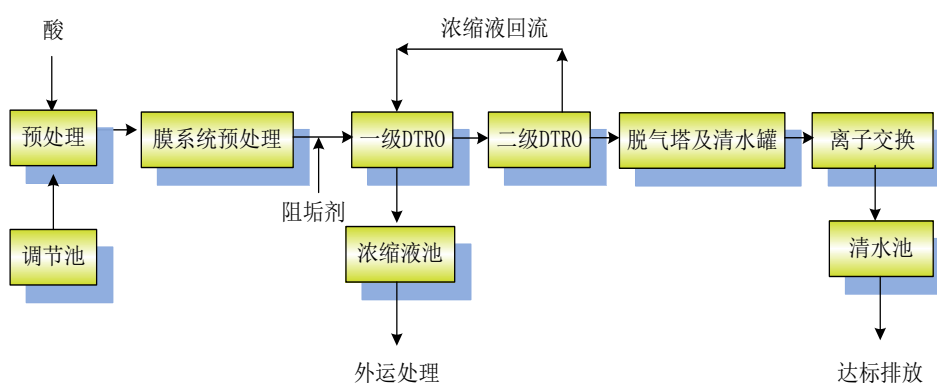 酸
浓缩液回流
预处理
膜系统预处理
一级DTRO
二级DTRO
脱气塔及清水罐
离子交换
阻垢剂
调节池
浓缩液池
清水池
外运处理
达标排放